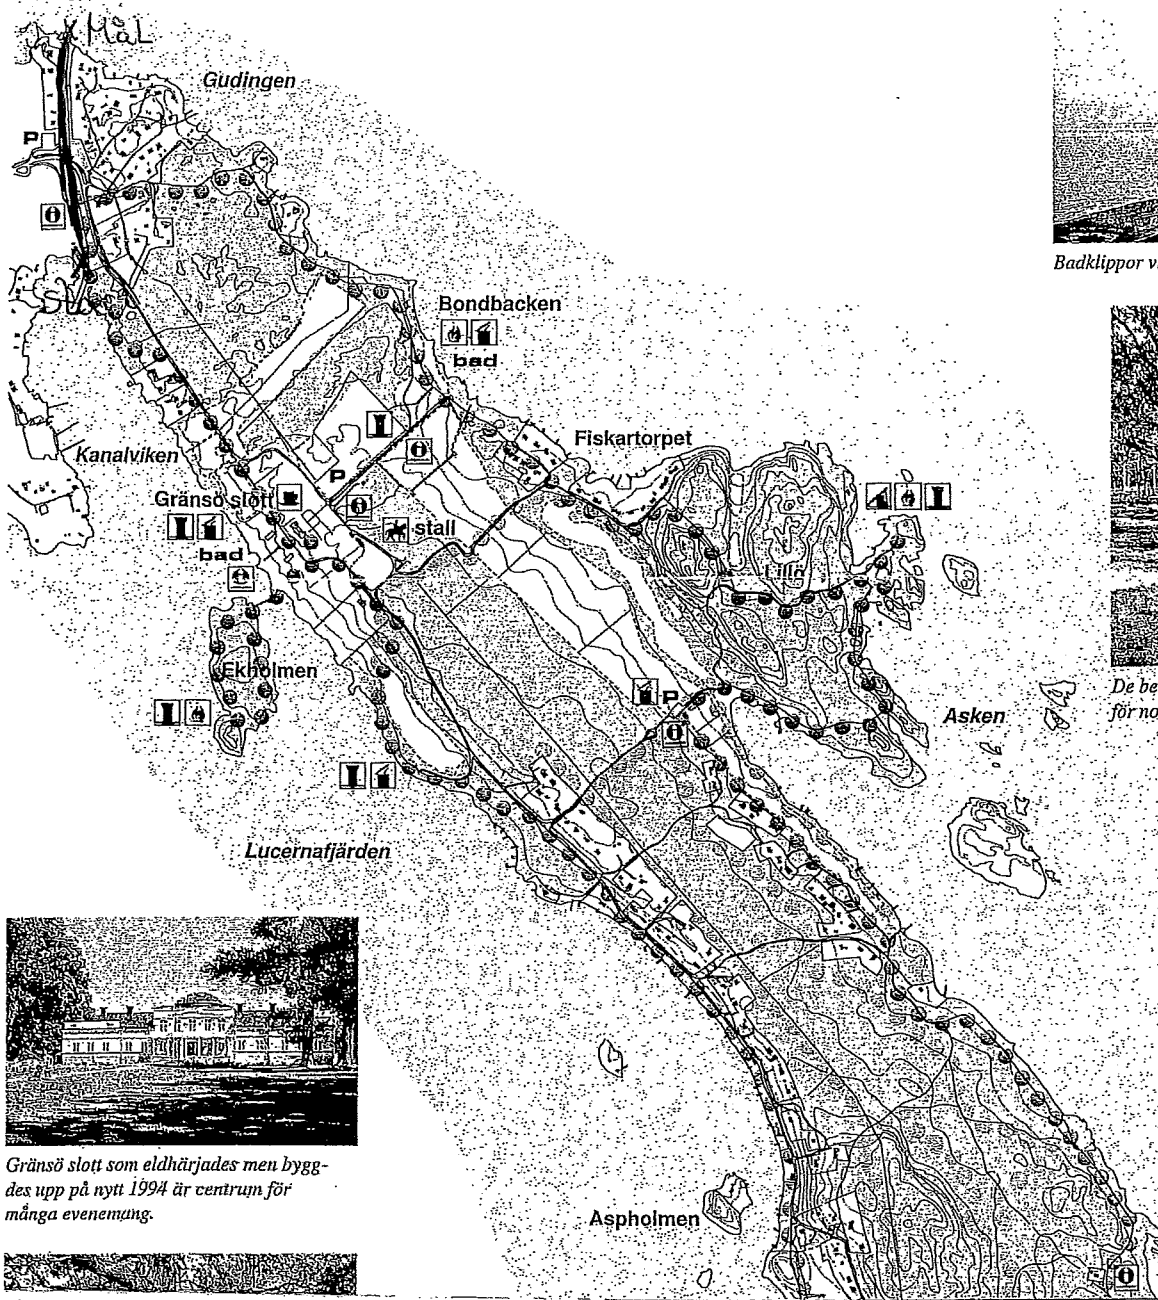 MåL
Gudingen
P
Badklippor v
Bondbacken
bad
Fiskartorpet
Kanalviken
P
Gränsö slott
stall
bad
Lillö
Ekholmen
P
Asken
De be
för no
Lucernafjärden
Gränsö slott som eldhärjades men bygg-
des upp på nytt 1994 är centrum för
många evenemang.
Aspholmen